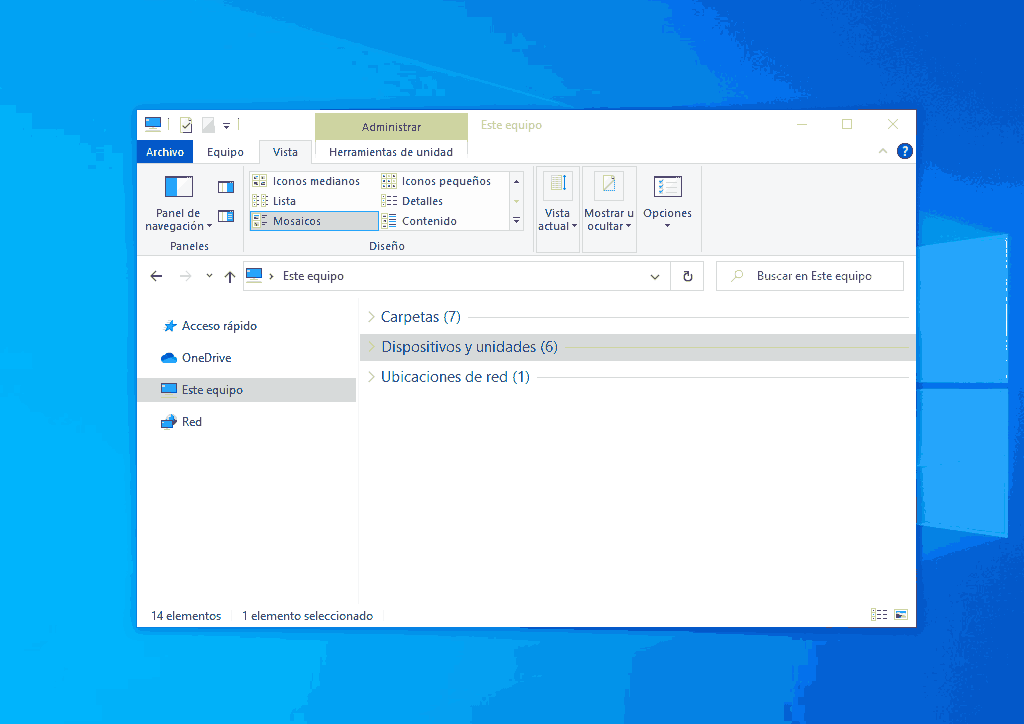 Administrar
Este equipo
Archivo
Equipo
Vista
Herramientas de unidad
?
Panel de navegación
Paneles
Iconos medianos
Iconos pequeños
Lista
Detalles
Mosaicos
Contenido
Diseño
Vista actual
Mostrar u ocultar
Opciones
Este equipo
Buscar en Este equipo
Acceso rápido
OneDrive
Este equipo
Red
Carpetas (7)
Dispositivos y unidades (6)
Ubicaciones de red (1)
14 elementos
1 elemento seleccionado